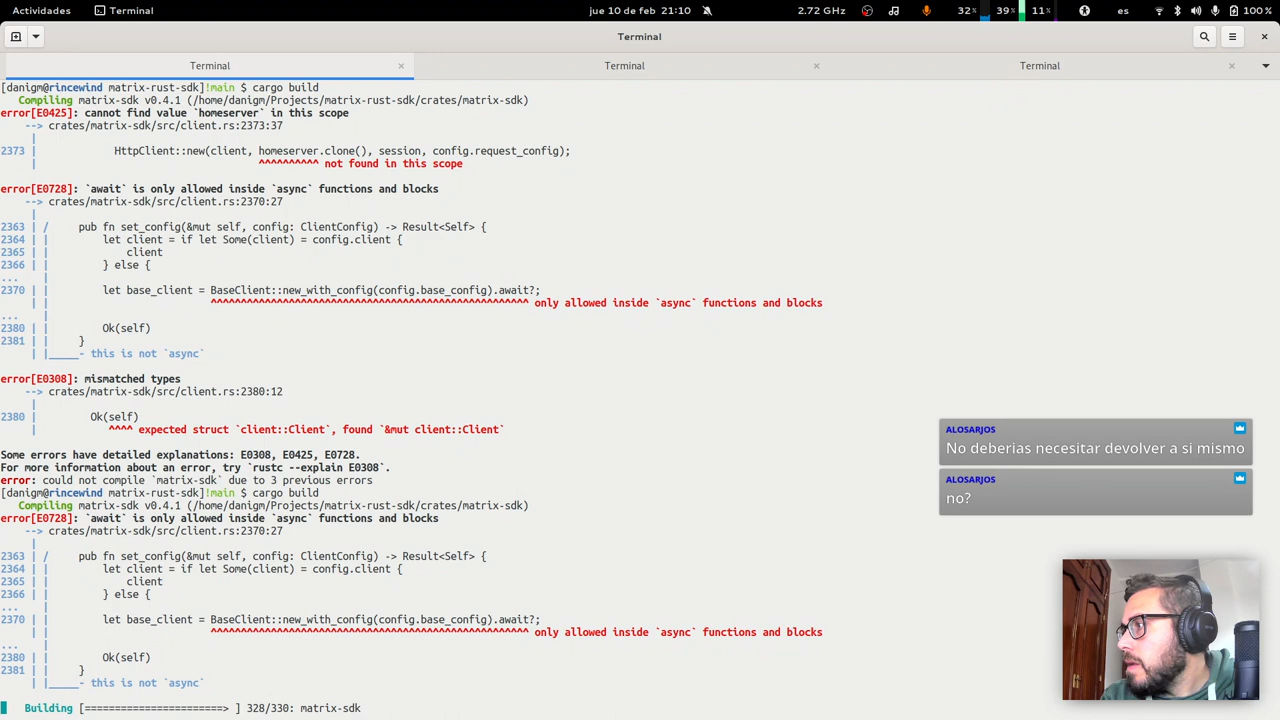 Actividades Terminal jue 10 de feb 21:10 2.72 GHz 32% 39% 11% es 100 %
Terminal
Terminal Terminal Terminal
[danigm@rincewind matrix-rust-sdk]!main $ cargo build
   Compiling matrix-sdk v0.4.1 (/home/danigm/Projects/matrix-rust-sdk/crates/matrix-sdk)
error[E0425]: cannot find value `homeserver` in this scope
    --> crates/matrix-sdk/src/client.rs:2373:37
     |
2373 |             HttpClient::new(client, homeserver.clone(), session, config.request_config);
     |                                     ^^^^^^^^^^ not found in this scope
error[E0728]: `await` is only allowed inside `async` functions and blocks
    --> crates/matrix-sdk/src/client.rs:2370:27
     |
2363 | /     pub fn set_config(&mut self, config: ClientConfig) -> Result<Self> {
2364 | |         let client = if let Some(client) = config.client {
2365 | |             client
2366 | |         } else {
...  |
2370 | |         let base_client = BaseClient::new_with_config(config.base_config).await?;
     | |                           ^^^^^^^^^^^^^^^^^^^^^^^^^^^^^^^^^^^^^^^^^^^^^^^^^^^^^^ only allowed inside `async` functions and blocks
...  |
2380 | |         Ok(self)
2381 | |     }
     | |_____- this is not `async`
error[E0308]: mismatched types
    --> crates/matrix-sdk/src/client.rs:2380:12
     |
2380 |         Ok(self)
     |            ^^^^ expected struct `client::Client`, found `&mut client::Client`
Some errors have detailed explanations: E0308, E0425, E0728.
For more information about an error, try `rustc --explain E0308`.
error: could not compile `matrix-sdk` due to 3 previous errors
[danigm@rincewind matrix-rust-sdk]!main $ cargo build
   Compiling matrix-sdk v0.4.1 (/home/danigm/Projects/matrix-rust-sdk/crates/matrix-sdk)
error[E0728]: `await` is only allowed inside `async` functions and blocks
    --> crates/matrix-sdk/src/client.rs:2370:27
     |
2363 | |     pub fn set_config(&mut self, config: ClientConfig) -> Result<Self> {
2364 | |         let client = if let Some(client) = config.client {
2365 | |             client
2366 | |         } else {
...  |
2370 | |         let base_client = BaseClient::new_with_config(config.base_config).await?;
     | |                           ^^^^^^^^^^^^^^^^^^^^^^^^^^^^^^^^^^^^^^^^^^^^^^^^^^^^^^ only allowed inside `async` functions and blocks
...  |
2380 | |         Ok(self)
2381 | |     }
     | |_____- this is not `async`
    Building [=======================> ] 328/330: matrix-sdk
ALOSARJOS
No deberias necesitar devolver a si mismo
ALOSARJOS
no?